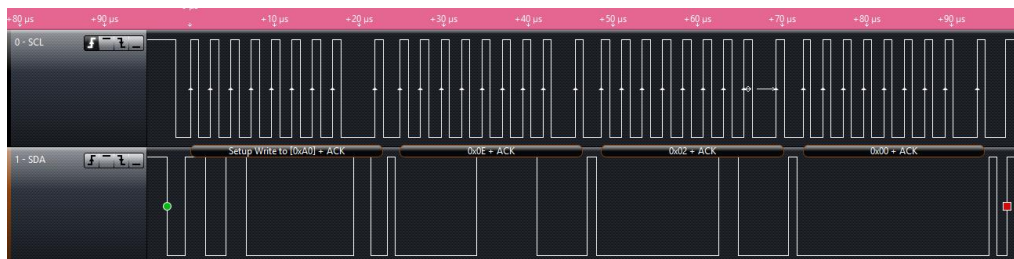 +80 µs +90 µs +10 µs +20 µs +30 µs +40 µs +50 µs +60 µs +70 µs +80 µs +90 µs
0 - SCL
1 - SDA
Setup Write to [0xA0] + ACK 0x0E + ACK 0x02 + ACK 0x00 + ACK